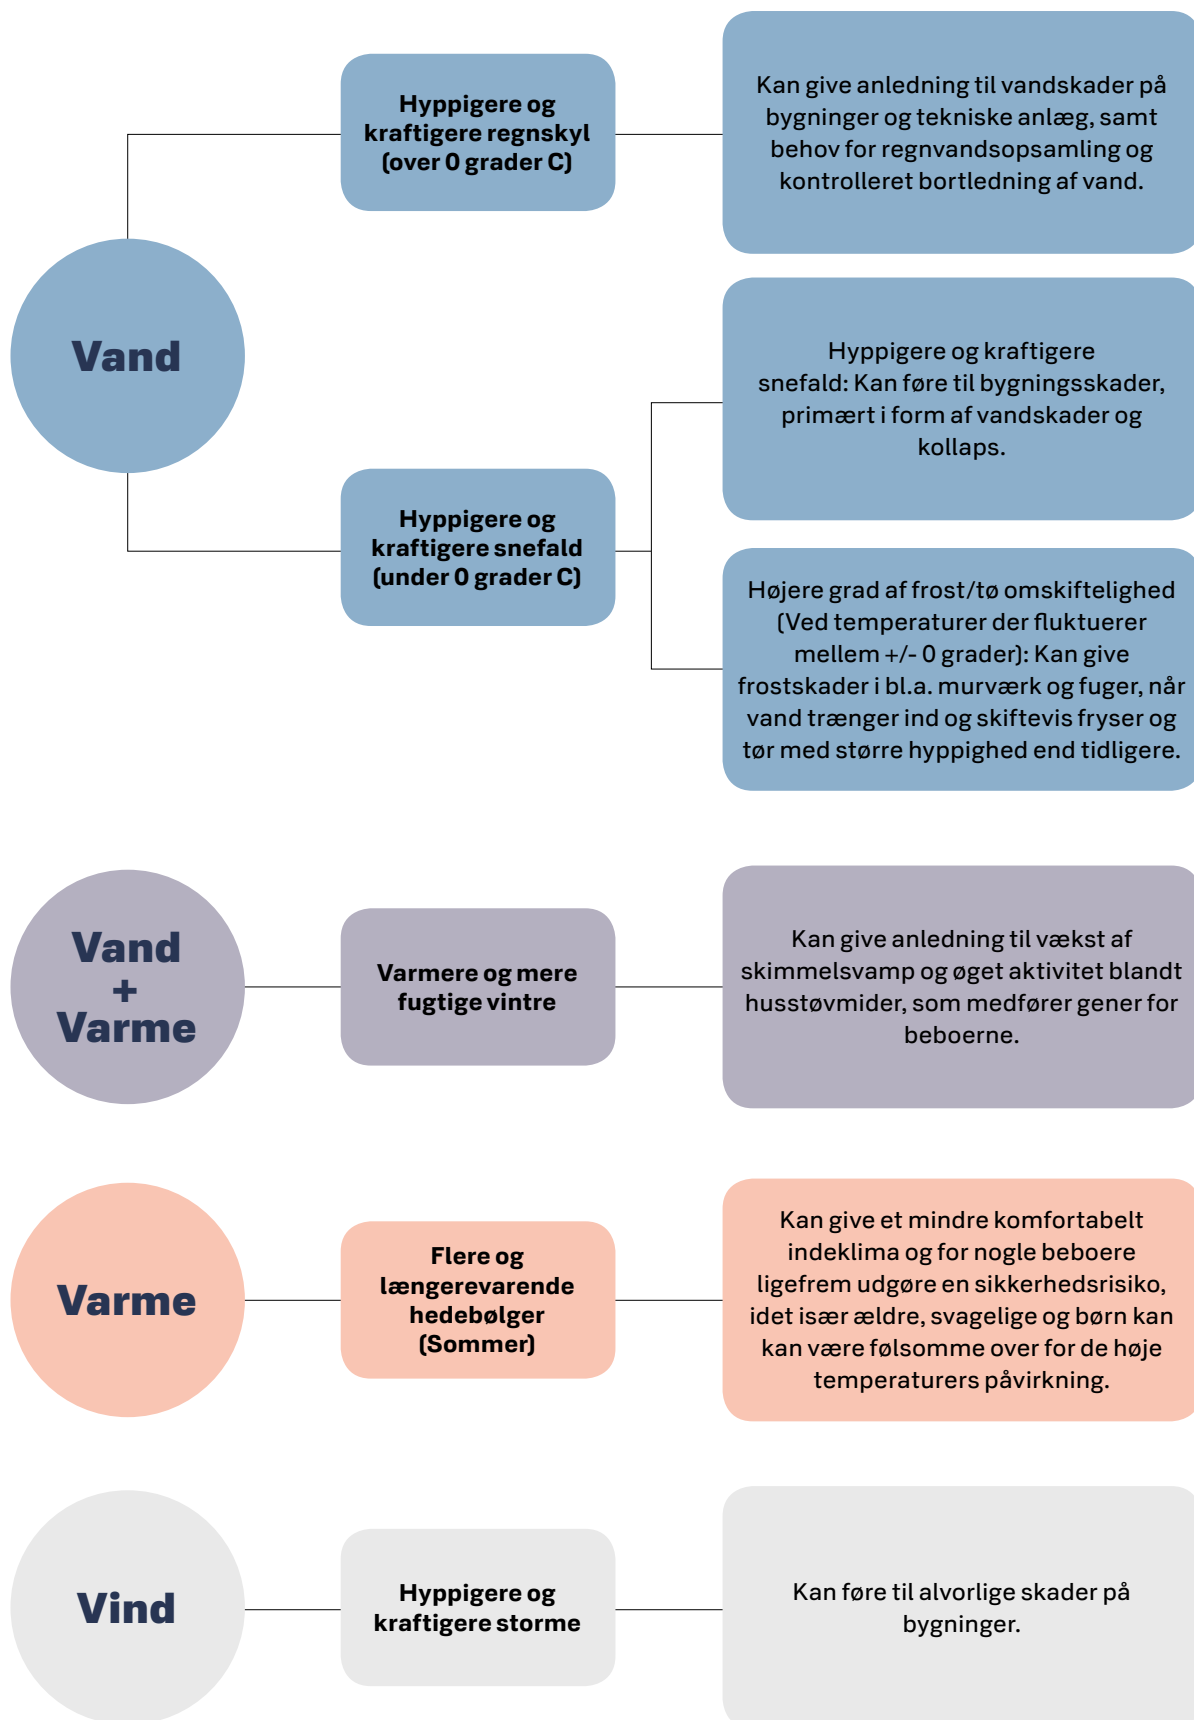 Vand
Hyppigere og
kraftigere regnskyl
(over 0 grader C)
Kan give anledning til vandskader på
bygninger og tekniske anlæg, samt
behov for regnvandsopsamling og
kontrolleret bortledning af vand.
Hyppigere og
kraftigere snefald
(under 0 grader C)
Hyppigere og kraftigere
snefald: Kan føre til bygningsskader,
primært i form af vandskader og
kollaps.
Højere grad af frost/tø omskiftelighed
(Ved temperaturer der fluktuerer
mellem +/- 0 grader): Kan give
frostskader i bl.a. murværk og fuger, når
vand trænger ind og skiftevis fryser og
tør med større hyppighed end tidligere.
Vand
+
Varme
Varmere og mere
fugtige vintre
Kan give anledning til vækst af
skimmelsvamp og øget aktivitet blandt
husstøvmider, som medfører gener for
beboerne.
Varme
Flere og
længerevarende
hedebølger
(Sommer)
Kan give et mindre komfortabelt
indeklima og for nogle beboere
ligefrem udgøre en sikkerhedsrisiko,
idet især ældre, svagelige og børn kan
kan være følsomme over for de høje
temperaturers påvirkning.
Vind
Hyppigere og
kraftigere storme
Kan føre til alvorlige skader på
bygninger.